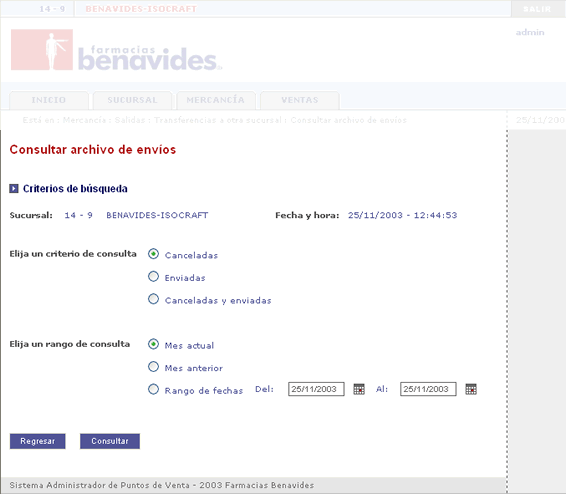 14 - 9 BENAVIDES-ISOCRAFT SALIR
admin
farmacias
benavides
INICIO SUCURSAL MERCANCÍA VENTAS
Está en : Mercancía : Salidas : Transferencias a otra sucursal : Consultar archivo de envíos 25/11/200
Consultar archivo de envíos
Criterios de búsqueda
Sucursal: 14 - 9 BENAVIDES-ISOCRAFT Fecha y hora: 25/11/2003 - 12:44:53
Elija un criterio de consulta Canceladas
Enviadas
Canceladas y enviadas
Elija un rango de consulta Mes actual
Mes anterior
Rango de fechas Del: 25/11/2003 Al: 25/11/2003
Regresar Consultar
Sistema Administrador de Puntos de Venta - 2003 Farmacias Benavides